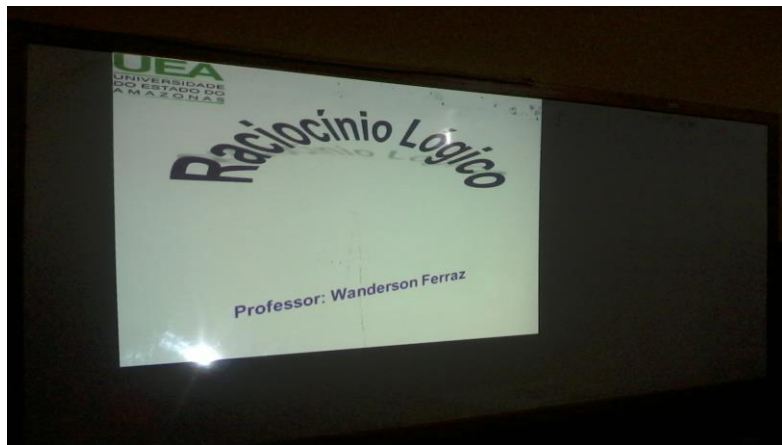 UEA
UNIVERSIDADE
DO ESTADO DO
AMAZONAS
Raciocínio Lógico
Professor: Wanderson Ferraz